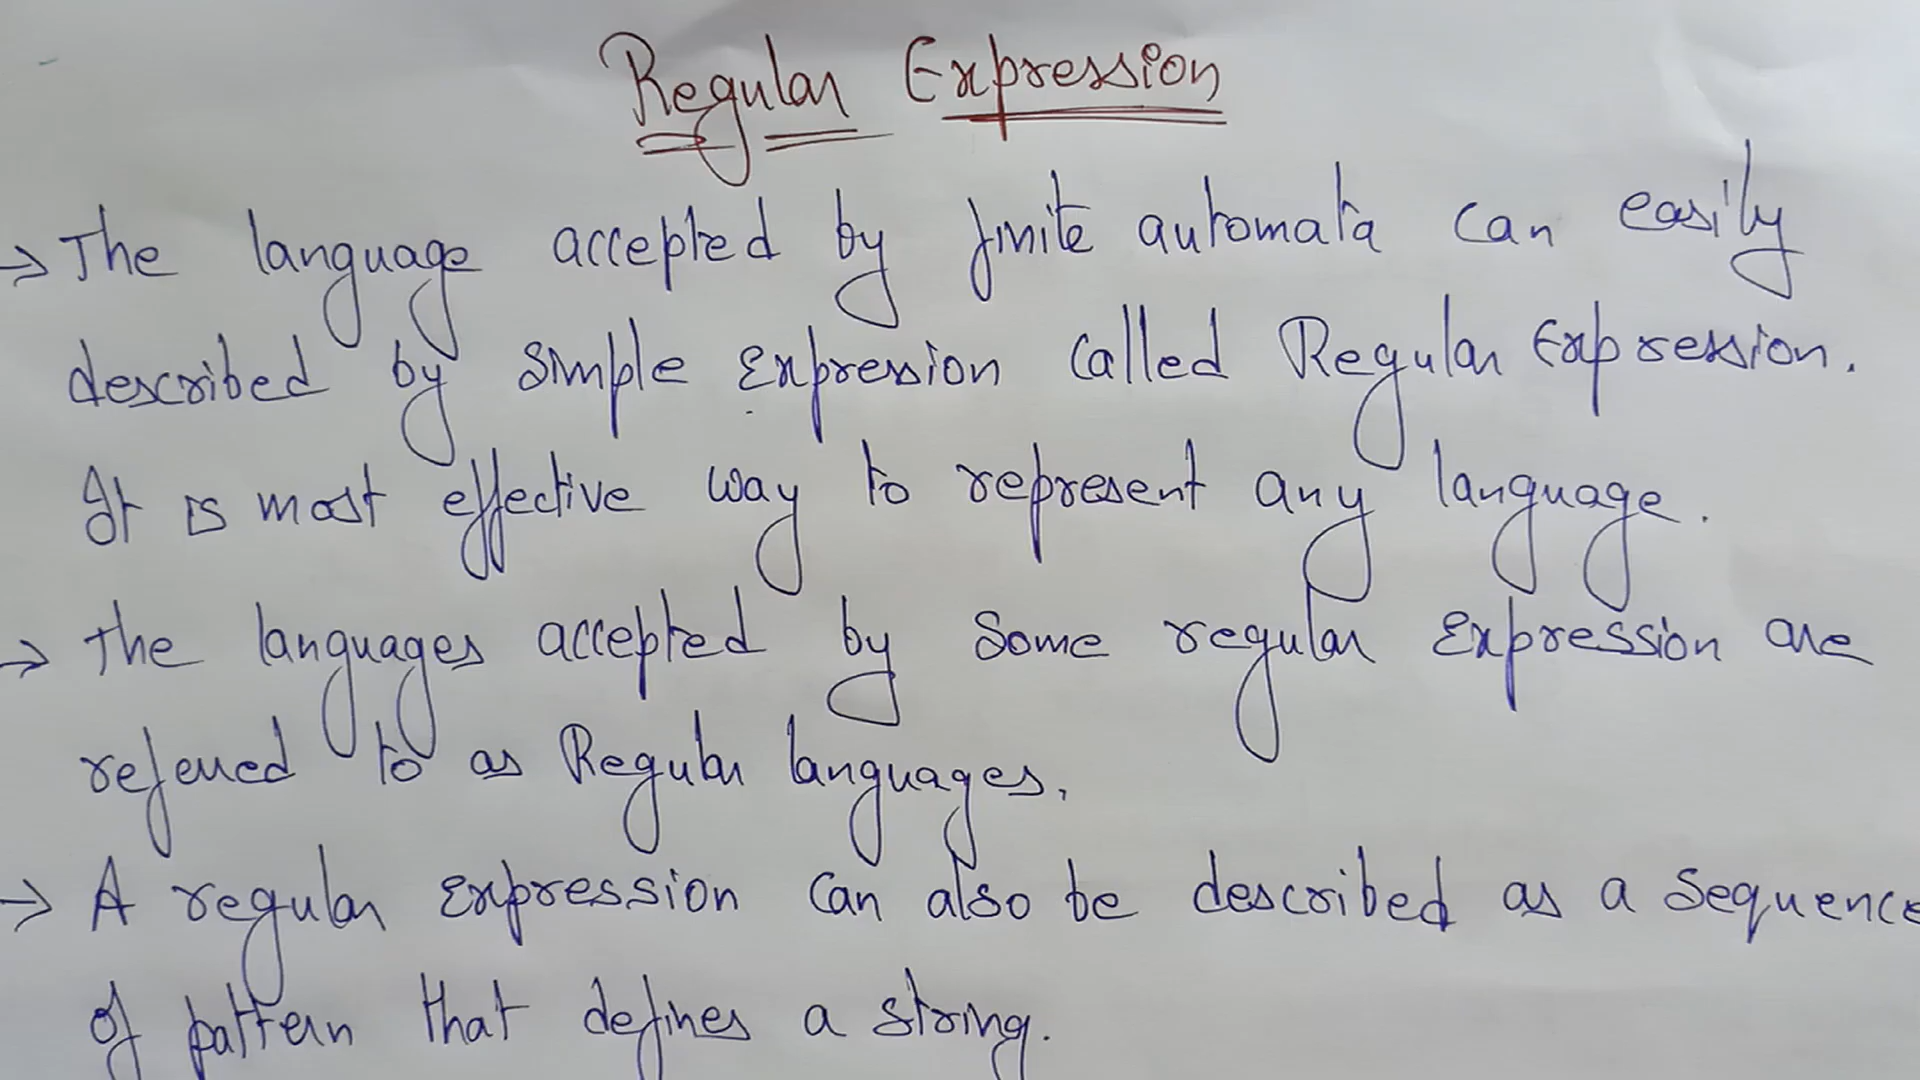 Regular Expression
→ The language accepted by finite automata can easily
described by simple expression called Regular Expression.
It is most effective way to represent any language.
→ the languages accepted by some regular expression are
referred to as Regular languages.
→ A regular expression can also be described as a sequence
of pattern that defines a string.